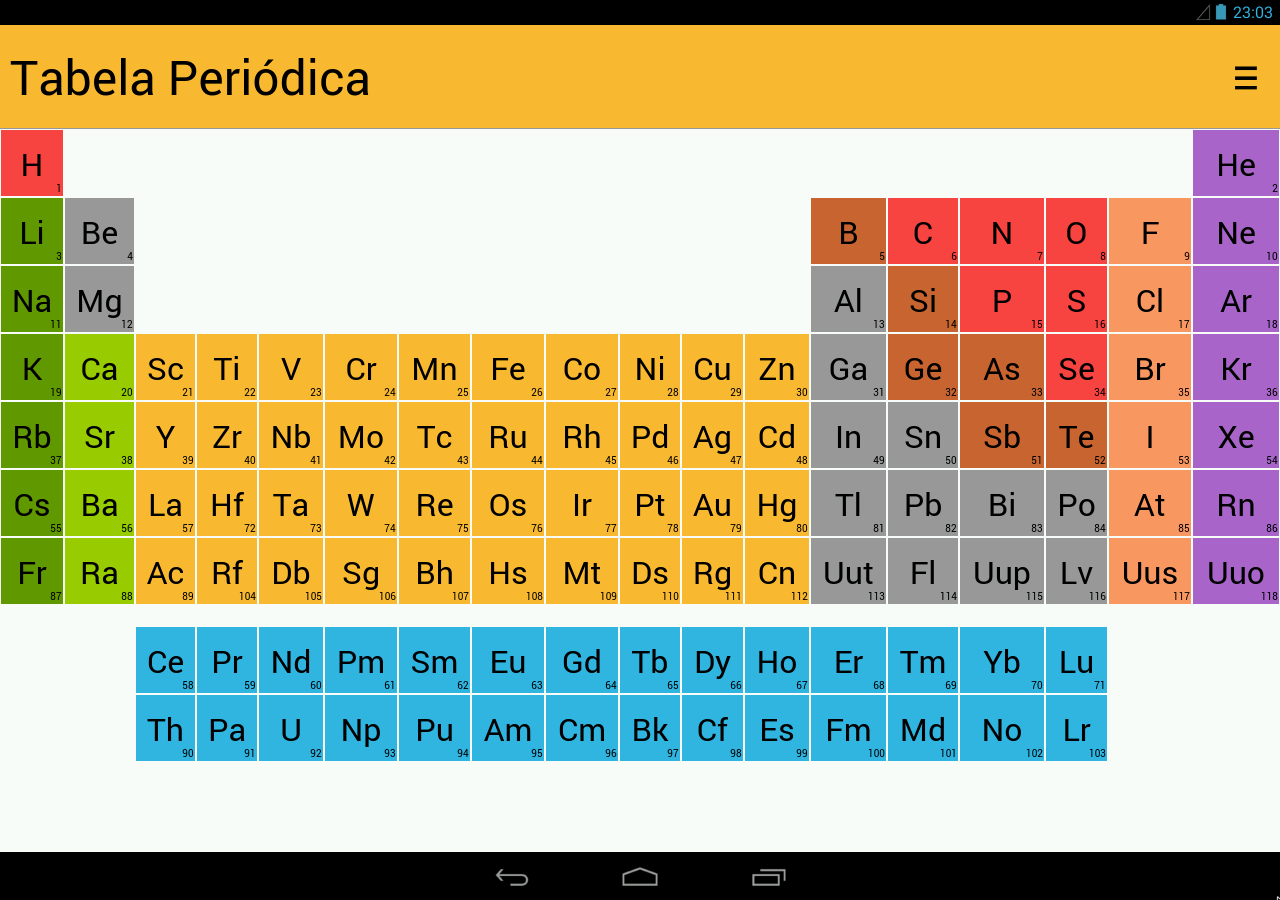 23:03
Tabela Periódica
H 1 He 2
Li 3 Be 4 B 5 C 6 N 7 O 8 F 9 Ne 10
Na 11 Mg 12 Al 13 Si 14 P 15 S 16 Cl 17 Ar 18
K 19 Ca 20 Sc 21 Ti 22 V 23 Cr 24 Mn 25 Fe 26 Co 27 Ni 28 Cu 29 Zn 30 Ga 31 Ge 32 As 33 Se 34 Br 35 Kr 36
Rb 37 Sr 38 Y 39 Zr 40 Nb 41 Mo 42 Tc 43 Ru 44 Rh 45 Pd 46 Ag 47 Cd 48 In 49 Sn 50 Sb 51 Te 52 I 53 Xe 54
Cs 55 Ba 56 La 57 Hf 72 Ta 73 W 74 Re 75 Os 76 Ir 77 Pt 78 Au 79 Hg 80 Tl 81 Pb 82 Bi 83 Po 84 At 85 Rn 86
Fr 87 Ra 88 Ac 89 Rf 104 Db 105 Sg 106 Bh 107 Hs 108 Mt 109 Ds 110 Rg 111 Cn 112 Uut 113 Fl 114 Uup 115 Lv 116 Uus 117 Uuo 118
Ce 58 Pr 59 Nd 60 Pm 61 Sm 62 Eu 63 Gd 64 Tb 65 Dy 66 Ho 67 Er 68 Tm 69 Yb 70 Lu 71
Th 90 Pa 91 U 92 Np 93 Pu 94 Am 95 Cm 96 Bk 97 Cf 98 Es 99 Fm 100 Md 101 No 102 Lr 103